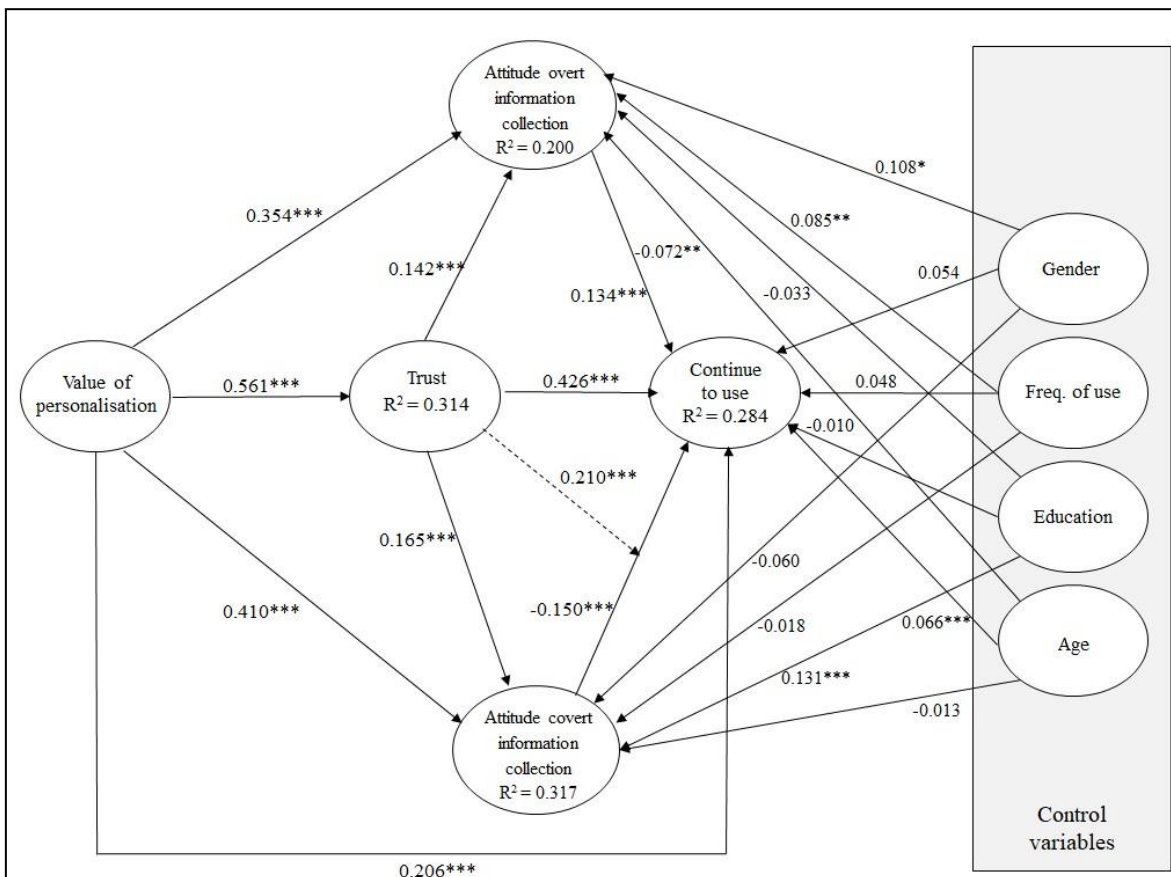 Attitude overt
information
collection
R² = 0.200
0.108*
0.354***
0.085**
0.142***
-0.072**
0.054
Gender
-0.033
0.134***
Value of
personalisation
0.561***
Trust
R² = 0.314
0.426***
Continue
to use
R² = 0.284
0.048
Freq. of use
-0.010
0.210***
Education
0.165***
-0.060
0.410***
-0.150***
-0.018
0.066***
Age
0.131***
-0.013
Attitude covert
information
collection
R² = 0.317
Control
variables
0.206***